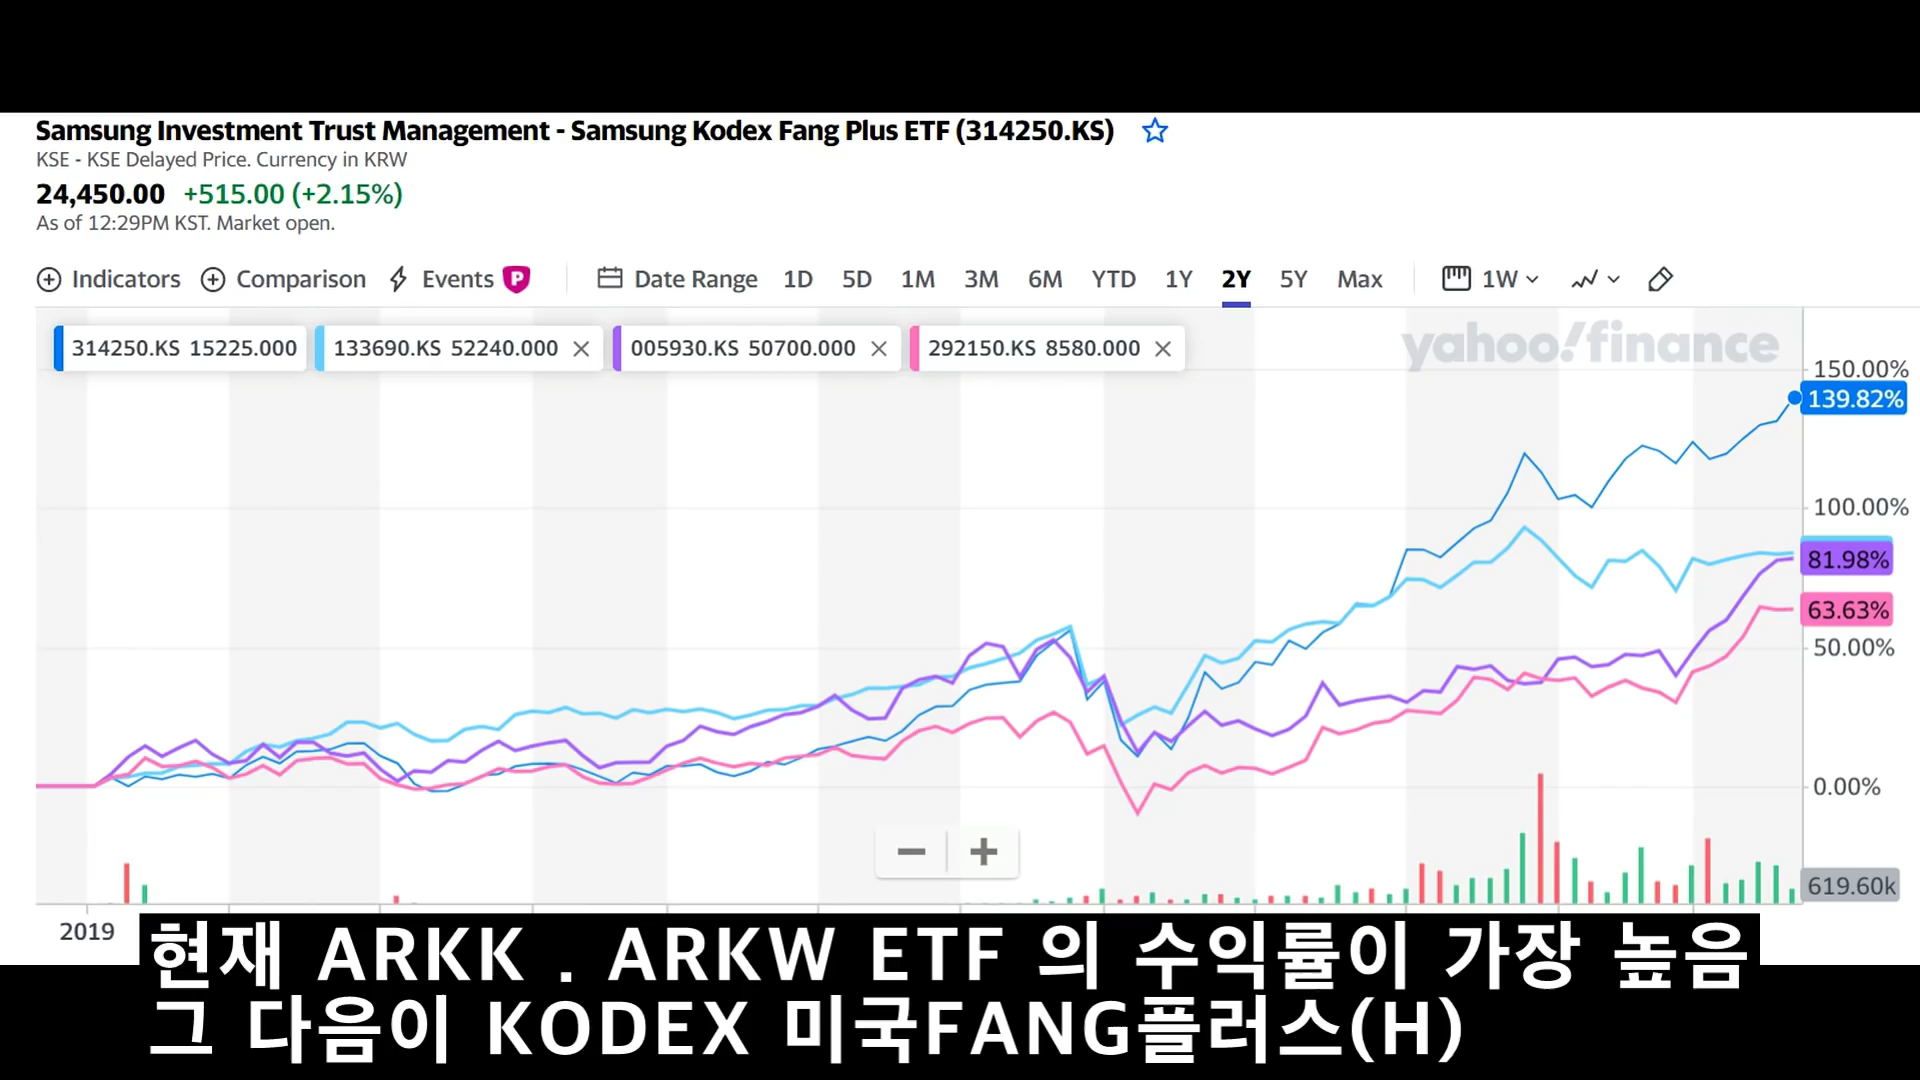 Samsung Investment Trust Management - Samsung Kodex Fang Plus ETF (314250.KS)
KSE - KSE Delayed Price. Currency in KRW
24,450.00 +515.00 (+2.15%)
As of 12:29PM KST. Market open.
Indicators Comparison Events P Date Range 1D 5D 1M 3M 6M YTD 1Y 2Y 5Y Max 1W
314250.KS 15225.000 133690.KS 52240.000 005930.KS 50700.000 292150.KS 8580.000
yahoo!finance
150.00%
139.82%
100.00%
81.98%
63.63%
50.00%
0.00%
619.60k
2019
현재 ARKK . ARKW ETF 의 수익률이 가장 높음
그 다음이 KODEX 미국FANG플러스(H)